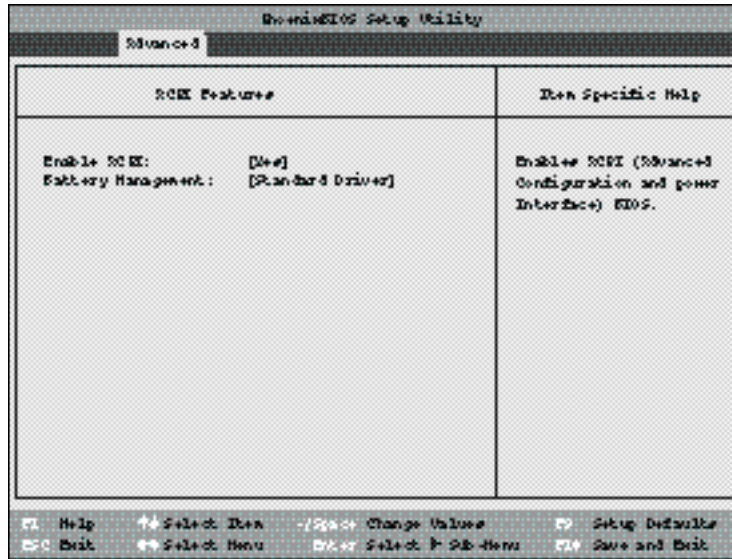 PhoenixBIOS Setup Utility
Advanced
ACPI Features
Item Specific Help
Enable ACPI:
[Yes]
Battery Management:
[Standard Driver]
Enables ACPI (Advanced
Configuration and power
Interface) BIOS.
F1 Help ↑↓ Select Item -/Space Change Values F9 Setup Defaults
ESC Exit ←→ Select Menu Enter Select ▶ Sub-Menu F10 Save and Exit